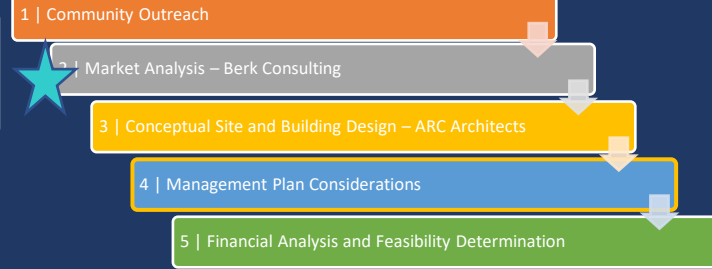 1 | Community Outreach
2 | Market Analysis – Berk Consulting
3 | Conceptual Site and Building Design – ARC Architects
4 | Management Plan Considerations
5 | Financial Analysis and Feasibility Determination